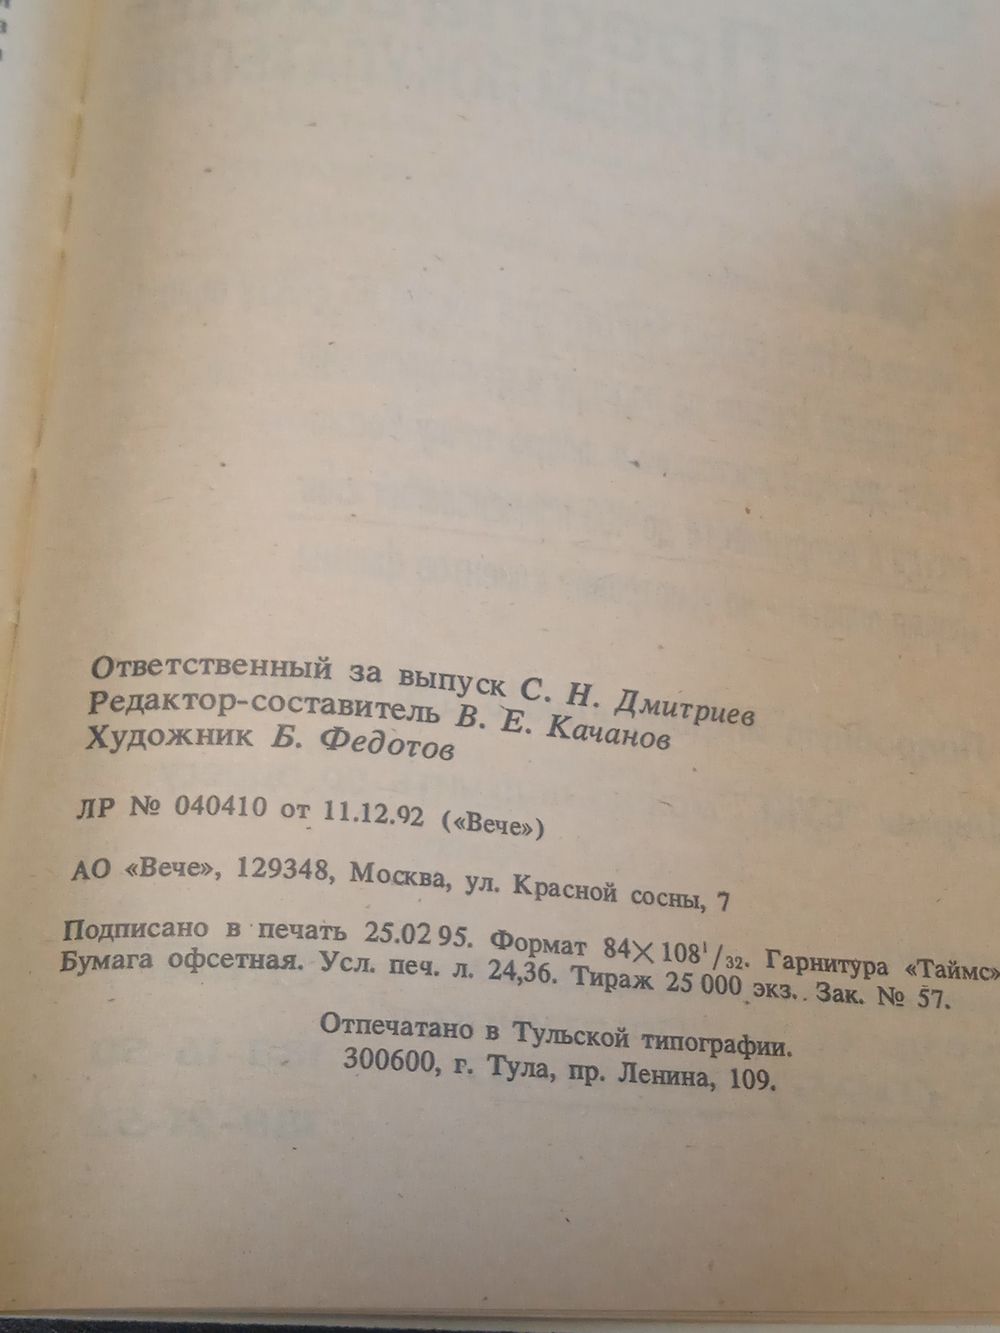 Ответственный за выпуск С. Н. Дмитриев
Редактор-составитель В. Е. Качанов
Художник Б. Федотов
ЛР № 040410 от 11.12.92 («Вече»)
АО «Вече», 129348, Москва, ул. Красной сосны, 7
Подписано в печать 25.02 95. Формат 84×108¹/₃₂. Гарнитура «Таймс»
Бумага офсетная. Усл. печ. л. 24,36. Тираж 25 000 экз. Зак. № 57.
Отпечатано в Тульской типографии.
300600, г. Тула, пр. Ленина, 109.